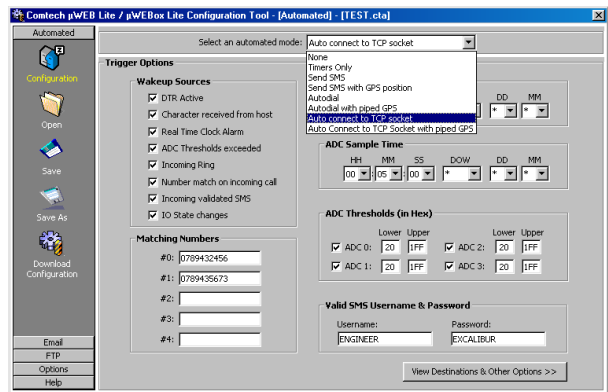 Comtech µWEB Lite / µWEBox Lite Configuration Tool - [Automated] - [TEST.cta]
Automated
Configuration
Open
Save
Save As
Download
Configuration
Email
FTP
Options
Help
Select an automated mode: Auto connect to TCP socket
None
Timers Only
Send SMS
Send SMS with GPS position
Autodial
Autodial with piped GPS
Auto connect to TCP socket
Auto Connect to TCP Socket with piped GPS
Trigger Options
Wakeup Sources
DTR Active
Character received from host
Real Time Clock Alarm
ADC Thresholds exceeded
Incoming Ring
Number match on incoming call
Incoming validated SMS
IO State changes
Matching Numbers
#0: 0789432456
#1: 0789435673
#2:
#3:
#4:
DD MM
* *
ADC Sample Time
HH MM SS DOW DD MM
00 : 05 : 00 * * *
ADC Thresholds (in Hex)
Lower Upper Lower Upper
ADC 0: 20 1FF ADC 2: 20 1FF
ADC 1: 20 1FF ADC 3: 20 1FF
Valid SMS Username & Password
Username: Password:
ENGINEER EXCALIBUR
View Destinations & Other Options >>